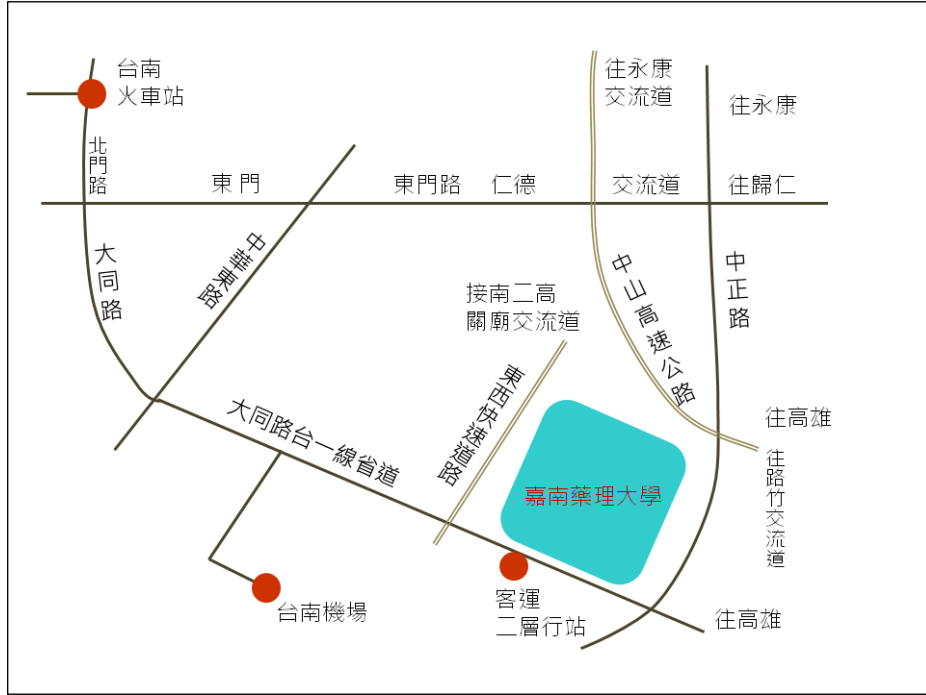 台南
火車站
往永康
交流道
往永康
北門路
東 門
東門路
仁德
交流道
往歸仁
大同路
中華東路
中山高速公路
中正路
接南二高
關廟交流道
東西快速道路
大同路台一線省道
往高雄
往路竹交流道
嘉南藥理大學
台南機場
客運
二層行站
往高雄